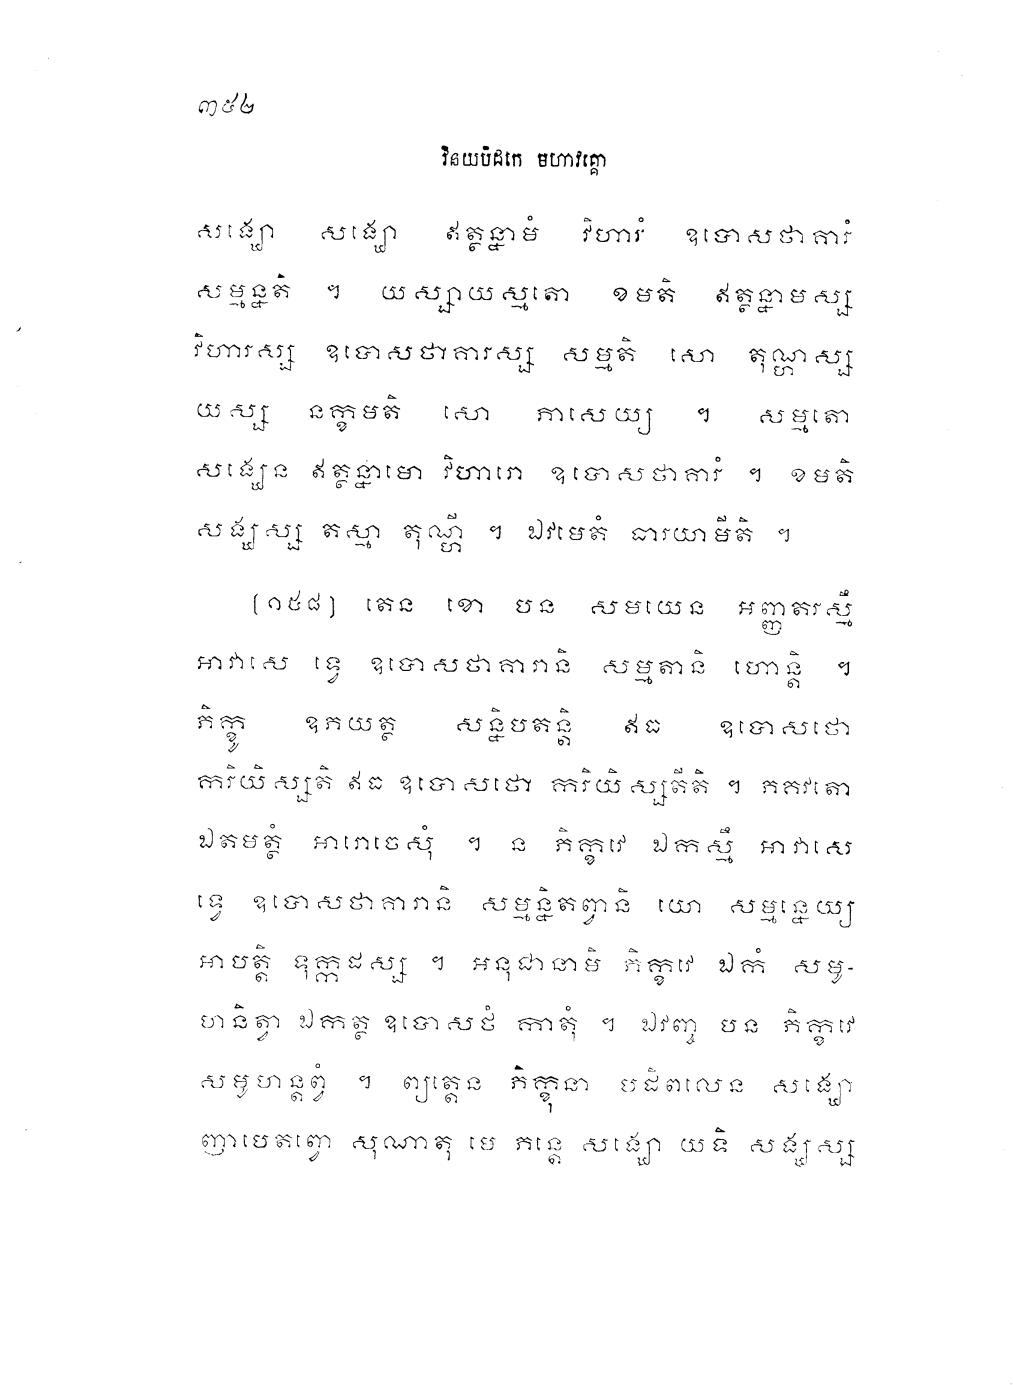 ៣៥២
វិនយបិដកេ មហាវគ្គោ
សង្ឃោ សង្ឃោ ឥត្ថន្នាមំ វិហារំ ឧបោសថាគារំ
សម្មន្នតិ ។ យស្សាយស្មតោ ខមតិ ឥត្ថន្នាមស្ស
វិហារស្ស ឧបោសថាគារស្ស សម្មតិ សោ តុណ្ហស្ស
យស្ស នក្ខមតិ សោ ភាសេយ្យ ។ សម្មតោ
សង្ឃេន ឥត្ថន្នាមោ វិហារោ ឧបោសថាគារំ ។ ខមតិ
សង្ឃស្ស តស្មា តុណ្ហី ។ ឯវមេតំ ធារយាមីតិ ។
(១៥៨) តេន ខោ បន សមយេន អញ្ញតរស្មឹ
អាវាសេ ទ្វេ ឧបោសថាគារានិ សម្មតានិ ហោន្តិ ។
ភិក្ខូ ឧភយត្ថ សន្និបតន្តិ ឥធ ឧបោសថោ
ករិយិស្សតិ ឥធ ឧបោសថោ ករិយិស្សតីតិ ។ ភគវតោ
ឯតមត្ថំ អារោចេសុំ ។ ន ភិក្ខវេ ឯកស្មឹ អាវាសេ
ទ្វេ ឧបោសថាគារានិ សម្មន្និតព្វានិ យោ សម្មន្នេយ្យ
អាបត្តិ ទុក្កដស្ស ។ អនុជានាមិ ភិក្ខវេ ឯកំ សមូ-
ហនិត្វា ឯកត្ថ ឧបោសថំ កាតុំ ។ ឯវញ្ច បន ភិក្ខវេ
សមូហន្តព្វំ ។ ព្យត្តេន ភិក្ខុនា បដិពលេន សង្ឃោ
ញាបេតព្វោ សុណាតុ មេ ភន្តេ សង្ឃោ យទិ សង្ឃស្ស